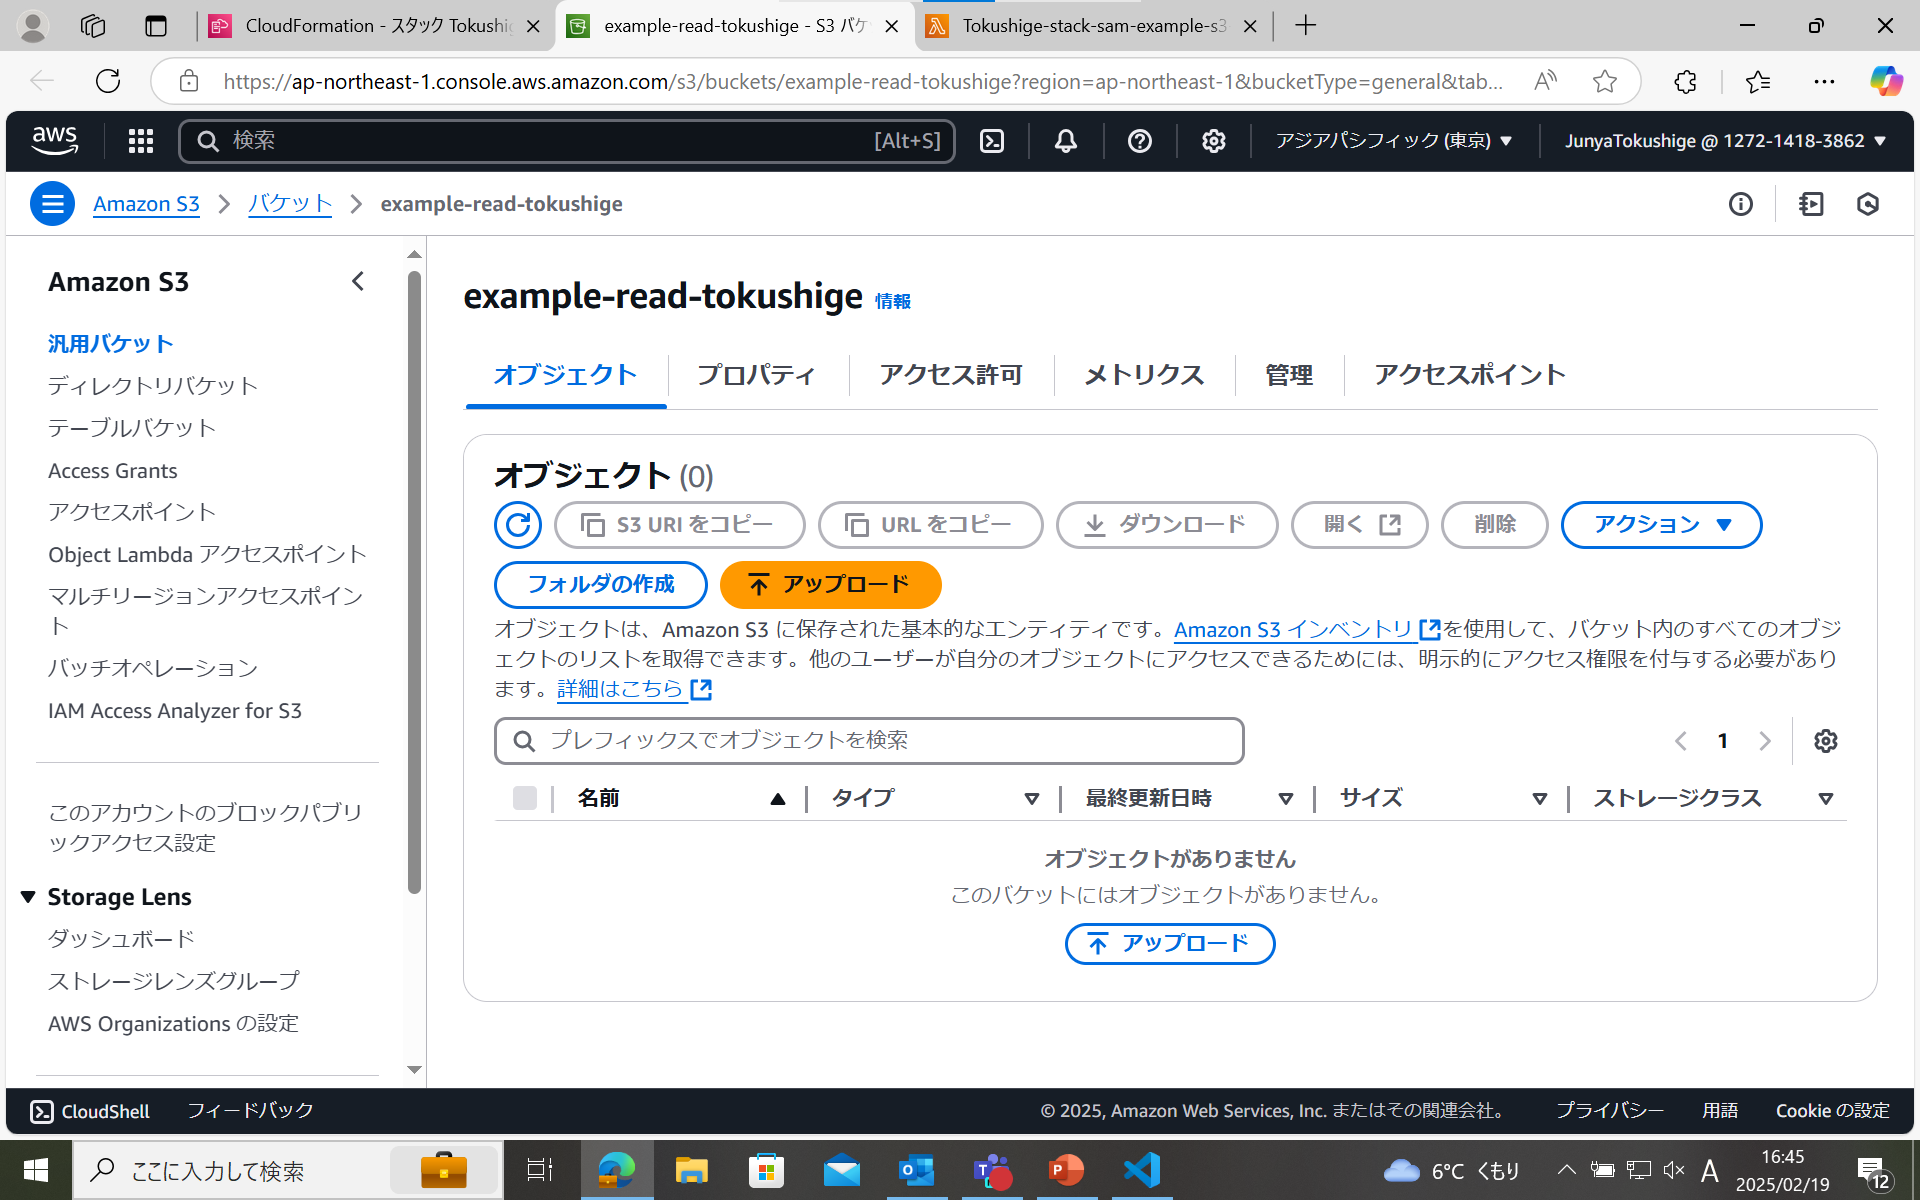 CloudFormation - スタック Tokushig
example-read-tokushige - S3 バケ
Tokushige-stack-sam-example-s3
https://ap-northeast-1.console.aws.amazon.com/s3/buckets/example-read-tokushige?region=ap-northeast-1&bucketType=general&tab...
aws
検索
[Alt+S]
アジアパシフィック (東京) ▼
JunyaTokushige @ 1272-1418-3862 ▼
Amazon S3 > バケット > example-read-tokushige
Amazon S3
汎用バケット
ディレクトリバケット
テーブルバケット
Access Grants
アクセスポイント
Object Lambda アクセスポイント
マルチリージョンアクセスポイン
ト
バッチオペレーション
IAM Access Analyzer for S3
このアカウントのブロックパブリ
ックアクセス設定
▼ Storage Lens
ダッシュボード
ストレージレンズグループ
AWS Organizations の設定
example-read-tokushige 情報
オブジェクト
プロパティ
アクセス許可
メトリクス
管理
アクセスポイント
オブジェクト (0)
S3 URI をコピー
URL をコピー
ダウンロード
開く
削除
アクション ▼
フォルダの作成
アップロード
オブジェクトは、Amazon S3 に保存された基本的なエンティティです。Amazon S3 インベントリ を使用して、バケット内のすべてのオブジ
ェクトのリストを取得できます。他のユーザーが自分のオブジェクトにアクセスできるためには、明示的にアクセス権限を付与する必要があり
ます。詳細はこちら
プレフィックスでオブジェクトを検索
1
名前
タイプ
最終更新日時
サイズ
ストレージクラス
オブジェクトがありません
このバケットにはオブジェクトがありません。
アップロード
CloudShell
フィードバック
© 2025, Amazon Web Services, Inc. またはその関連会社。
プライバシー
用語
Cookie の設定
ここに入力して検索
6°C くもり
A
16:45
2025/02/19
12